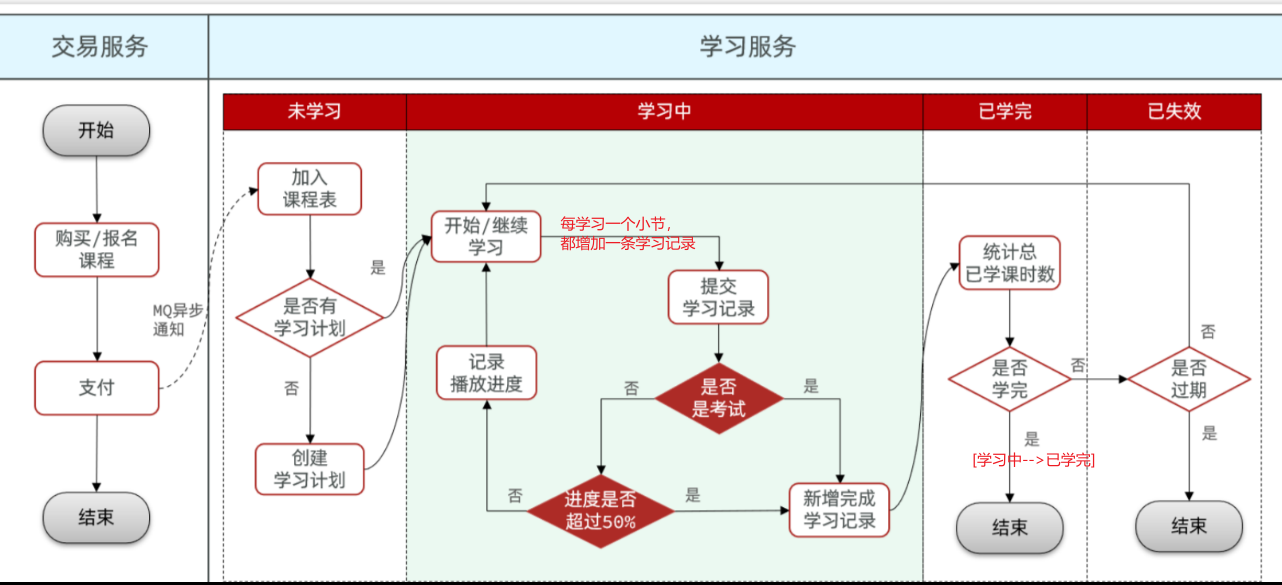 交易服务
学习服务
未学习
学习中
已学完
已失效
开始
购买/报名
课程
MQ异步
通知
支付
结束
加入
课程表
是否有
学习计划
是
否
创建
学习计划
开始/继续
学习
每学习一个小节，
都增加一条学习记录
提交
学习记录
记录
播放进度
是否
是考试
否
是
进度是否
超过50%
否
是
新增完成
学习记录
统计总
已学课时数
是否
学完
否
是
[学习中-->已学完]
结束
是否
过期
否
是
结束